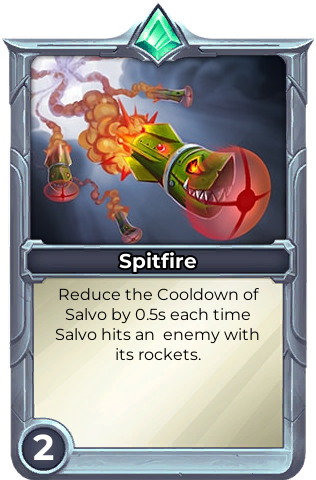 Spitfire
Reduce the Cooldown of
Salvo by 0.5s each time
Salvo hits an  enemy with
its rockets.
2